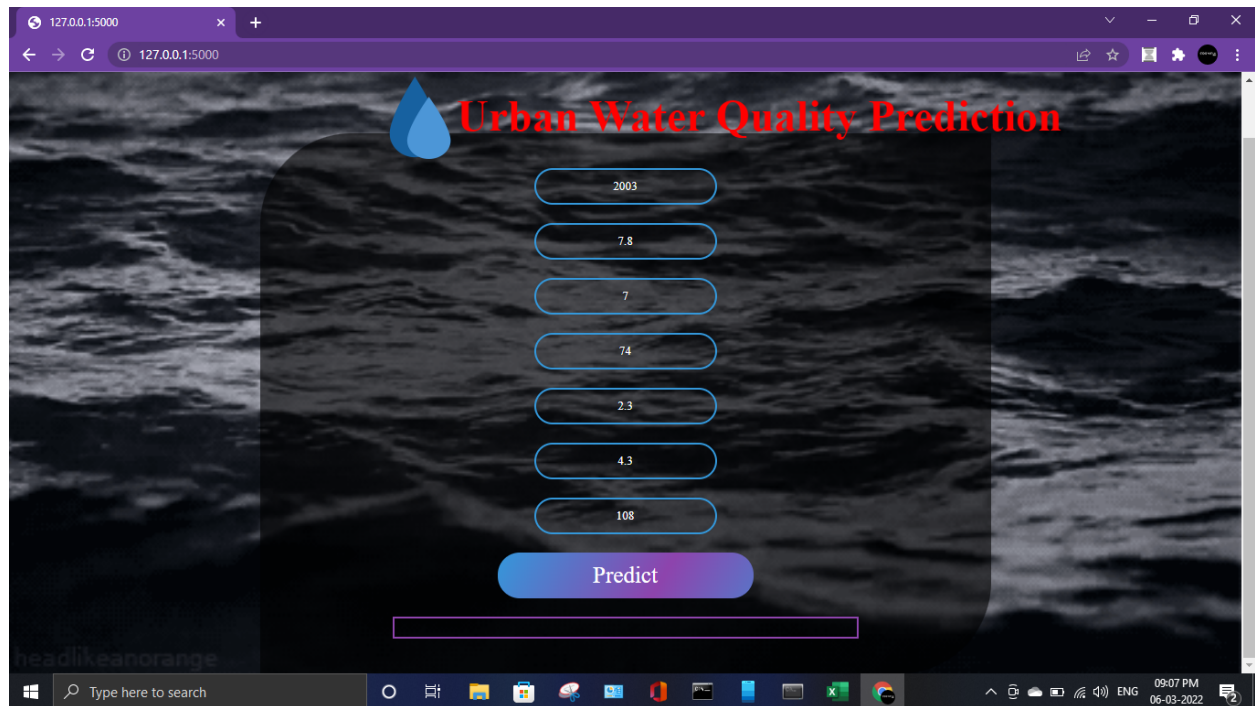 127.0.0.1:5000
127.0.0.1:5000
Urban Water Quality Prediction
2003
7.8
7
74
2.3
4.3
108
Predict
headlikeanorange
Type here to search
ENG
09:07 PM
06-03-2022
2